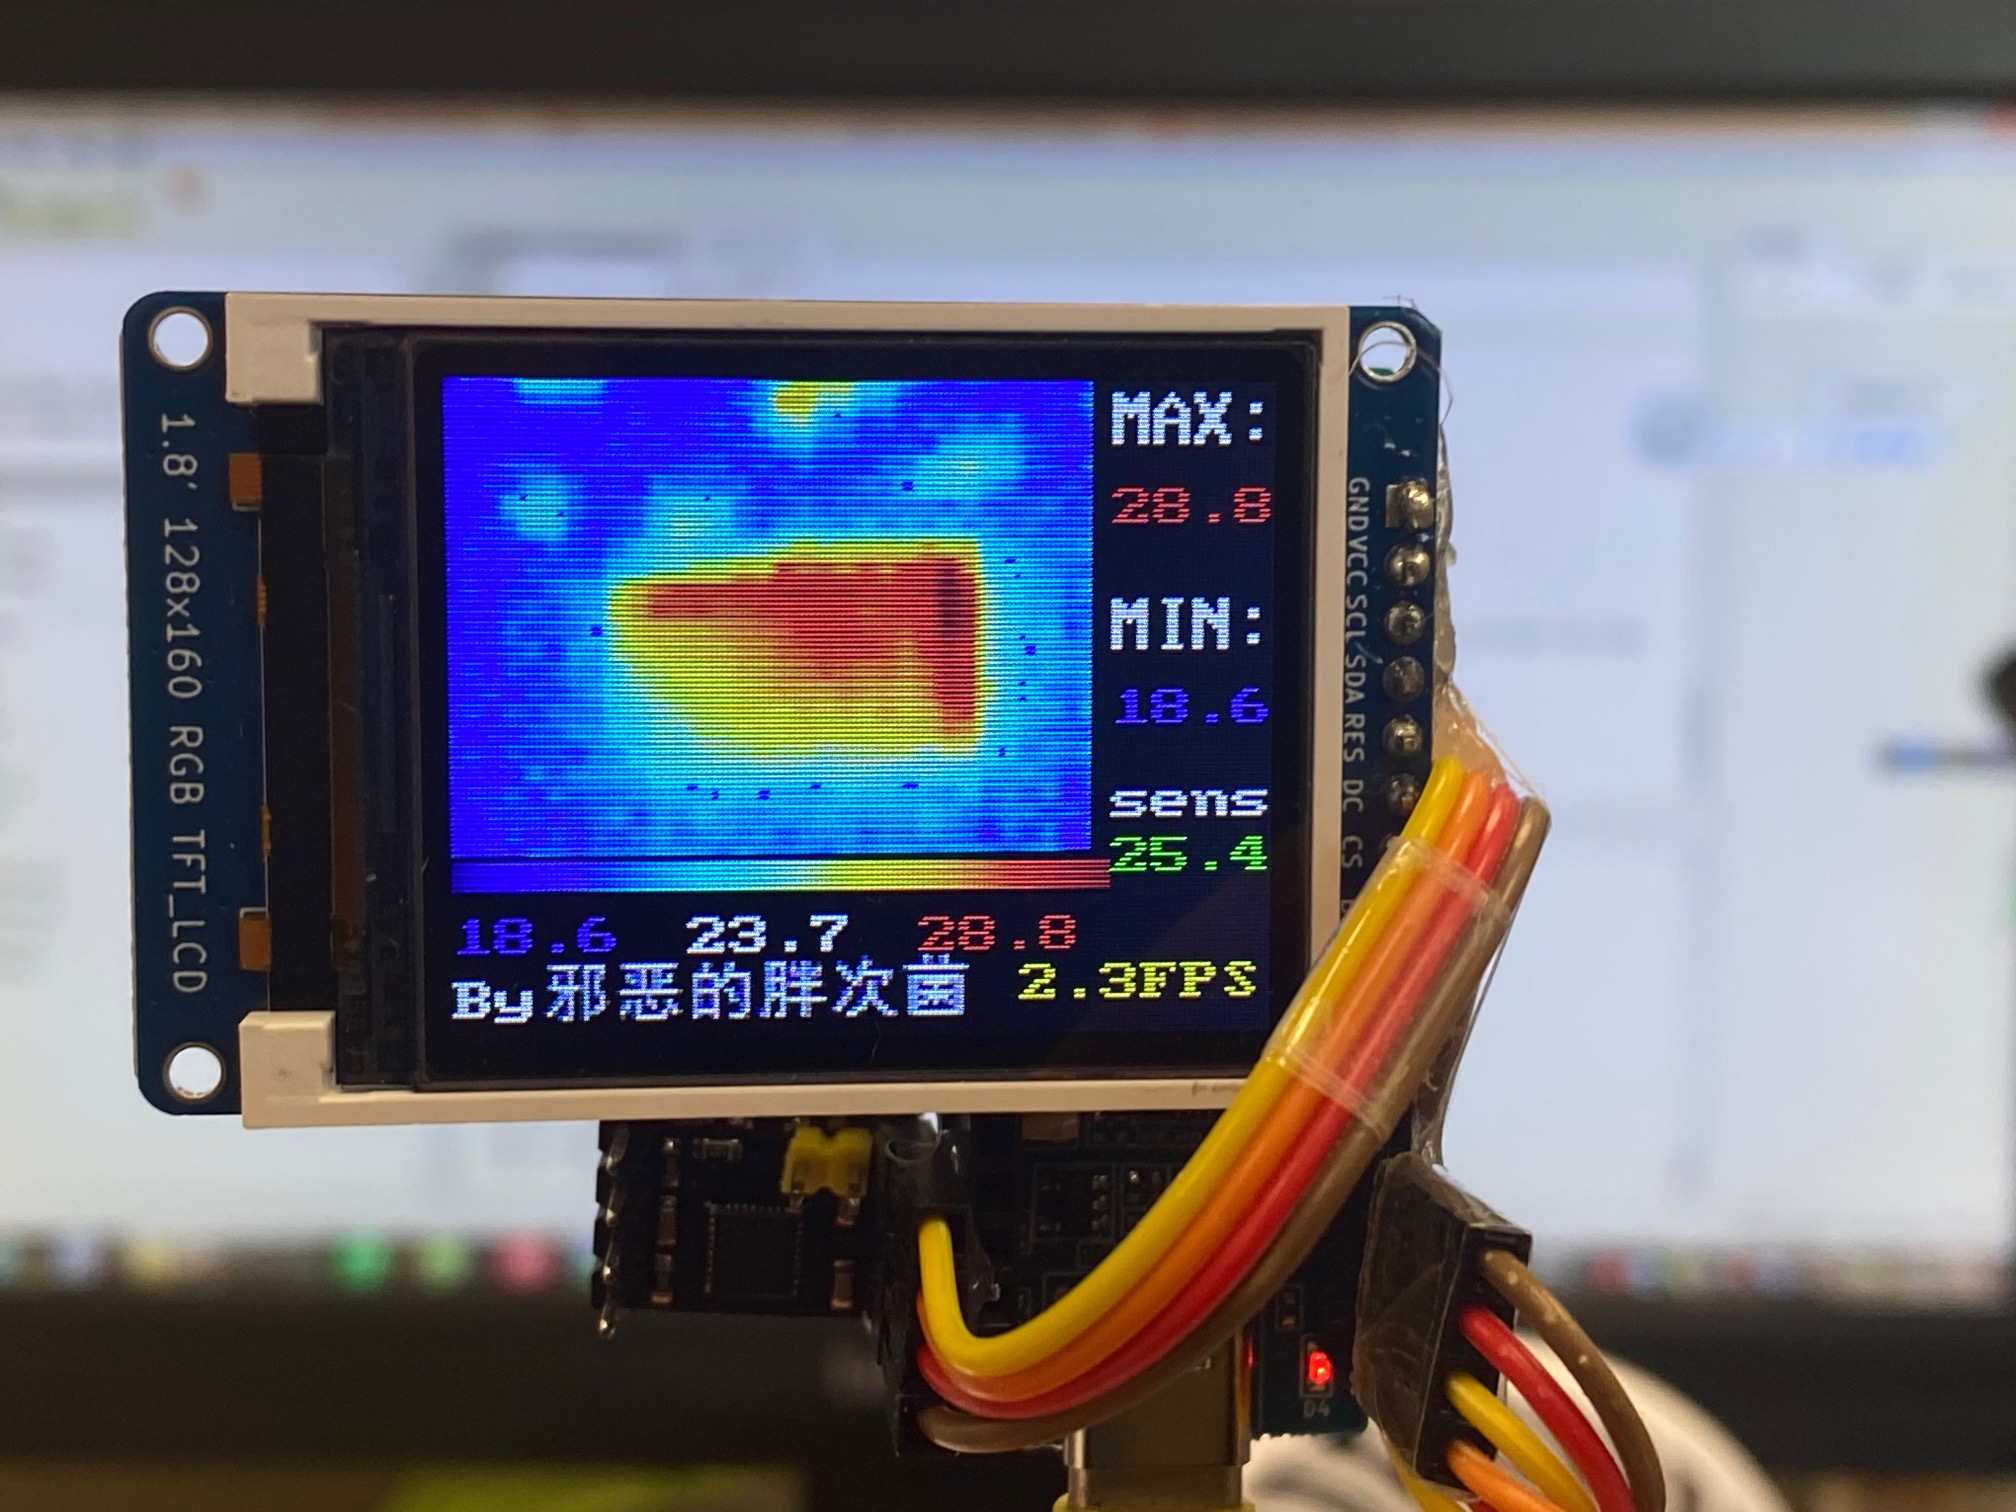 1.8' 128x160 RGB TFT_LCD
MAX:
28.8
MIN:
18.6
sens
25.4
18.6 23.7 28.8
By邪恶的胖次菌 2.3FPS
GND VCC SCL SDA RES DC CS
D4